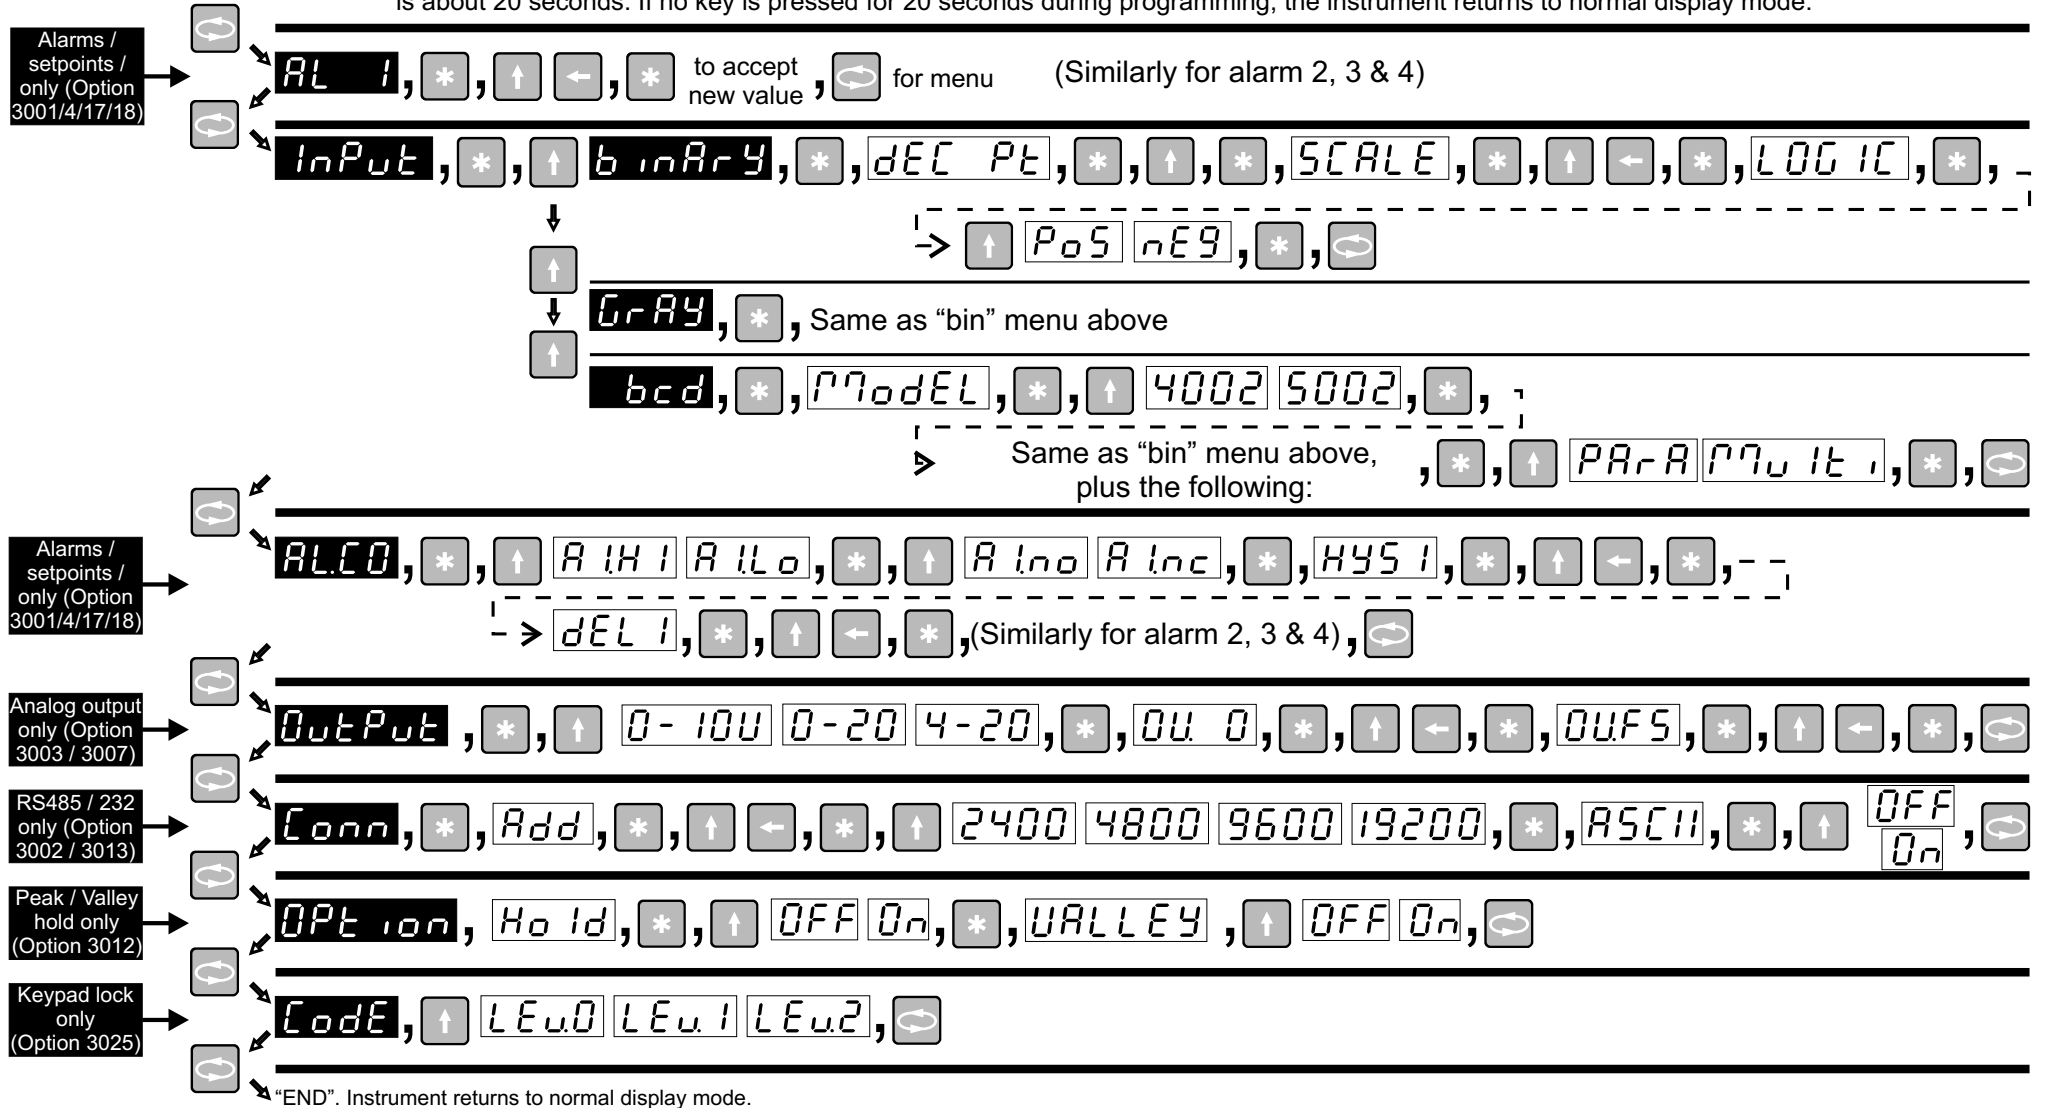 is about 20 seconds. If no key is pressed for 20 seconds during programming, the instrument returns to normal display mode.
Alarms /
setpoints /
only (Option
3001/4/17/18)
AL 1, *, ↑ ←, * to accept
new value , for menu (Similarly for alarm 2, 3 & 4)
InPut, *, ↑ binAry, *, dEC Pt, *, ↑, *, SCALE, *, ↑ ←, *, LOGIC, *,
↑ PoS nEg, *,
↑
GrAY, *, Same as “bin” menu above
↑
bcd, *, ModEL, *, ↑ 4002 5002, *,
Same as “bin” menu above,
plus the following:
, *, ↑ PArA Multi, *,
Alarms /
setpoints /
only (Option
3001/4/17/18)
AL.CO, *, ↑ A1.HI A1.Lo, *, ↑ A1.no A1.nc, *, HYS1, *, ↑ ←, *,
dEL 1, *, ↑ ←, *, (Similarly for alarm 2, 3 & 4) ,
Analog output
only (Option
3003 / 3007)
OutPut , *, ↑ 0-10V 0-20 4-20, *, OU. 0, *, ↑ ←, *, OU.FS, *, ↑ ←, *,
RS485 / 232
only (Option
3002 / 3013)
Conn, *, Add, *, ↑ ←, *, ↑ 2400 4800 9600 19200, *, ASCII, *, ↑ OFF
On ,
Peak / Valley
hold only
(Option 3012)
OPtion, Hold, *, ↑ OFF On, *, VALLEY , ↑ OFF On,
Keypad lock
only
(Option 3025)
CodE, ↑ LEv.0 LEv.1 LEv.2,
“END”. Instrument returns to normal display mode.